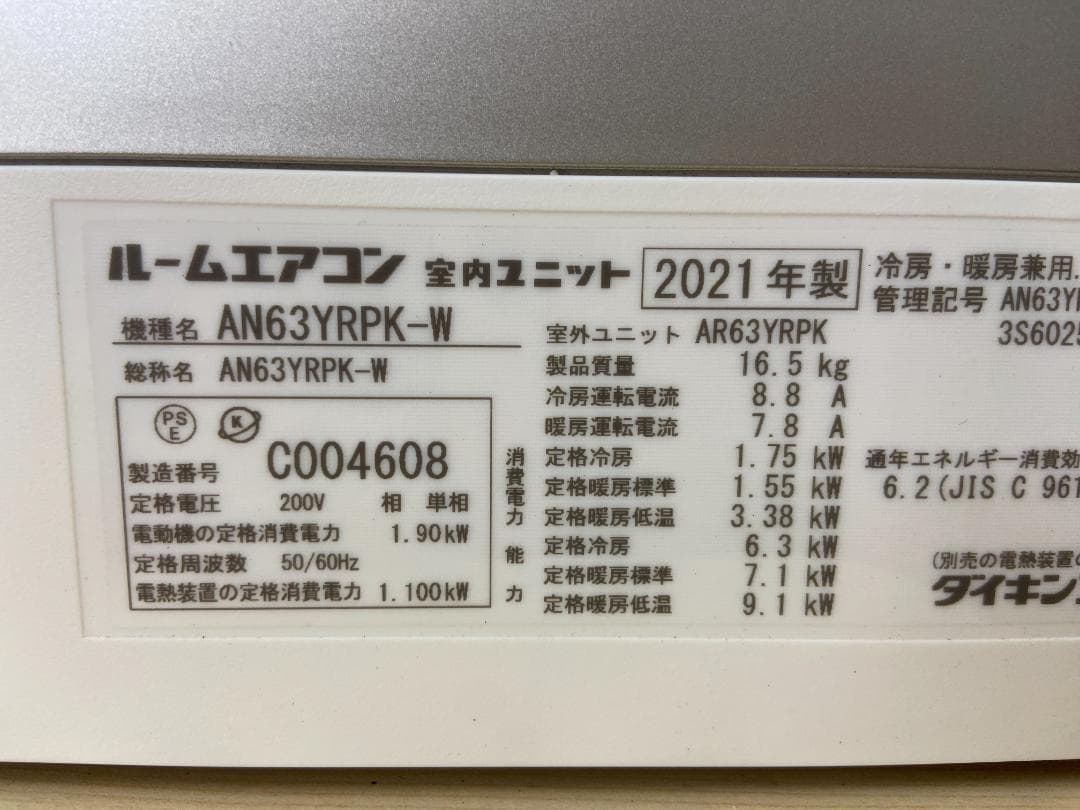 ルームエアコン 室内ユニット 2021年製 冷房・暖房兼用
機種名 AN63YRPK-W
管理記号 AN63Y
3S602
室外ユニット AR63YRPK
総称名 AN63YRPK-W
製品質量 16.5 kg
冷房運転電流 8.8 A
暖房運転電流 7.8 A
PS
E
K
製造番号 C004608
定格電圧 200V 相 単相
電動機の定格消費電力 1.90kW
定格周波数 50/60Hz
電熱装置の定格消費電力 1.100kW
消費電力
定格冷房 1.75 kW
定格暖房標準 1.55 kW
定格暖房低温 3.38 kW
能力
定格冷房 6.3 kW
定格暖房標準 7.1 kW
定格暖房低温 9.1 kW
通年エネルギー消費効
6.2(JIS C 961
(別売の電熱装置の
ダイキン